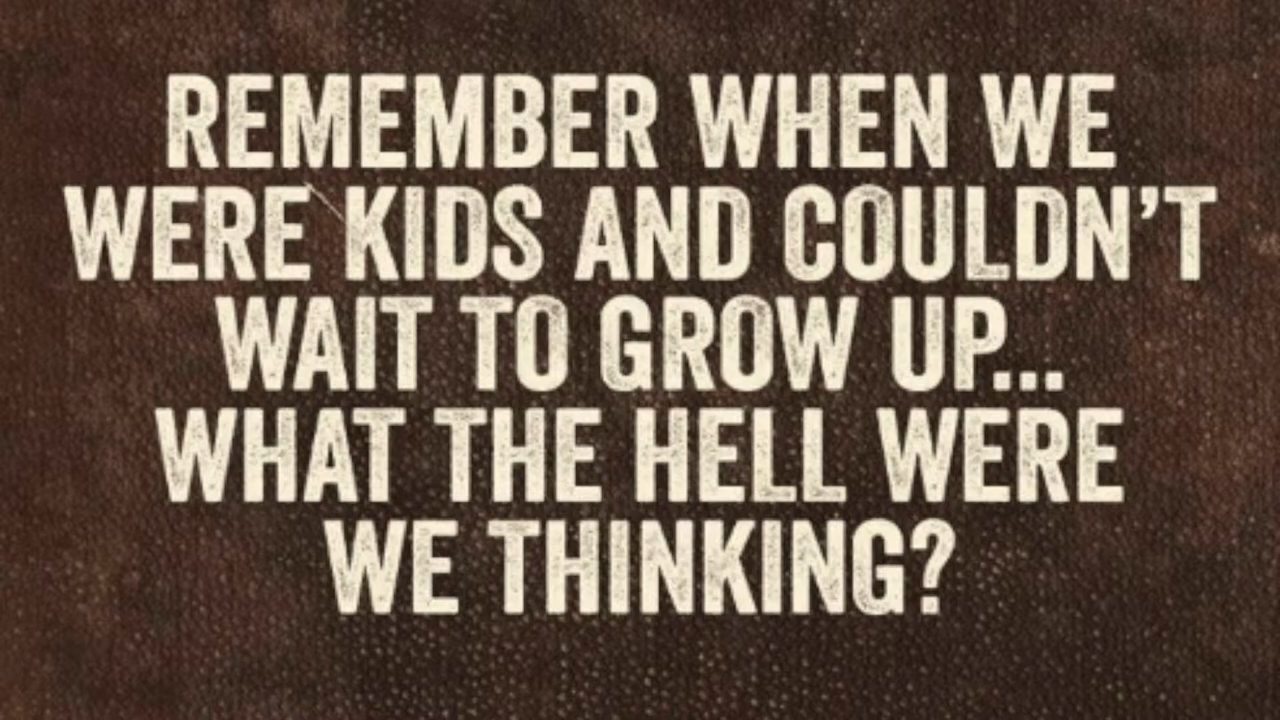 REMEMBER WHEN WE
WERE KIDS AND COULDN’T
WAIT TO GROW UP...
WHAT THE HELL WERE
WE THINKING?